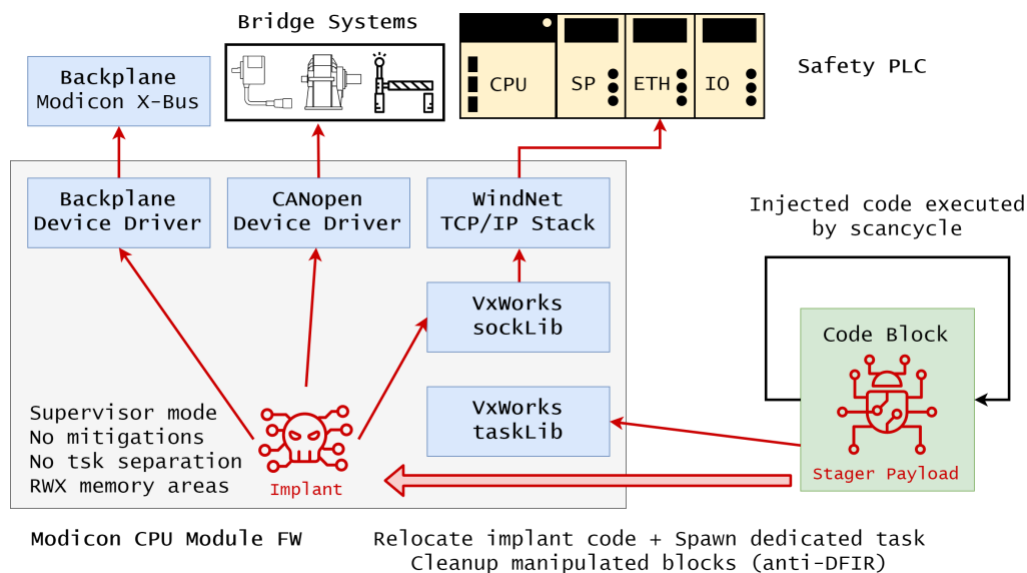 Bridge Systems
Backplane
Modicon X-Bus
CPU
SP
ETH
IO
Safety PLC
Backplane
Device Driver
CANopen
Device Driver
WindNet
TCP/IP Stack
Injected code executed
by scancycle
VxWorks
sockLib
Code Block
Stager Payload
VxWorks
taskLib
Supervisor mode
No mitigations
No tsk separation
RWX memory areas
Implant
Modicon CPU Module FW
Relocate implant code + Spawn dedicated task
Cleanup manipulated blocks (anti-DFIR)